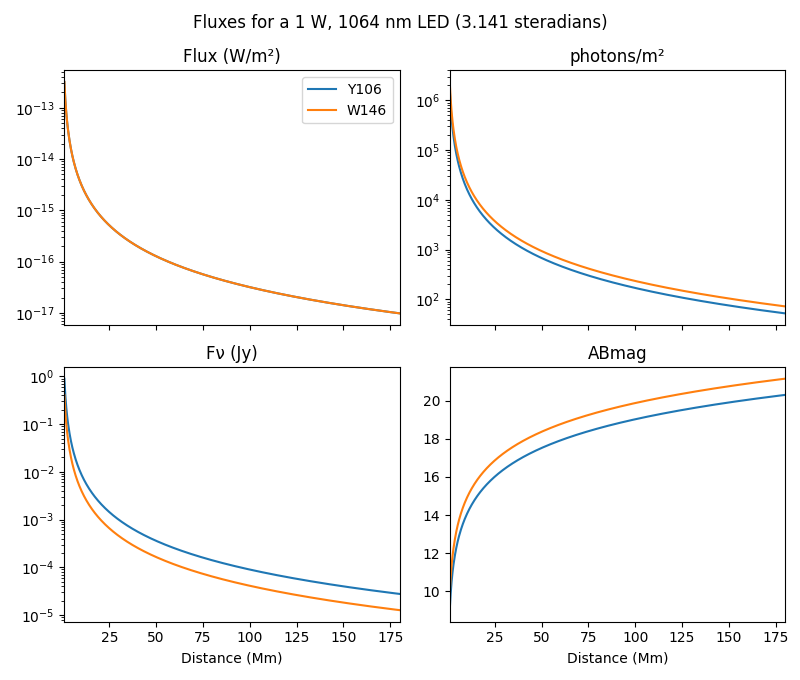 Fluxes for a 1 W, 1064 nm LED (3.141 steradians)
Flux (W/m²)
10⁻¹³
10⁻¹⁴
10⁻¹⁵
10⁻¹⁶
10⁻¹⁷
Y106
W146
photons/m²
10⁶
10⁵
10⁴
10³
10²
Fν (Jy)
10⁰
10⁻¹
10⁻²
10⁻³
10⁻⁴
10⁻⁵
25 50 75 100 125 150 175
Distance (Mm)
ABmag
20
18
16
14
12
10
25 50 75 100 125 150 175
Distance (Mm)